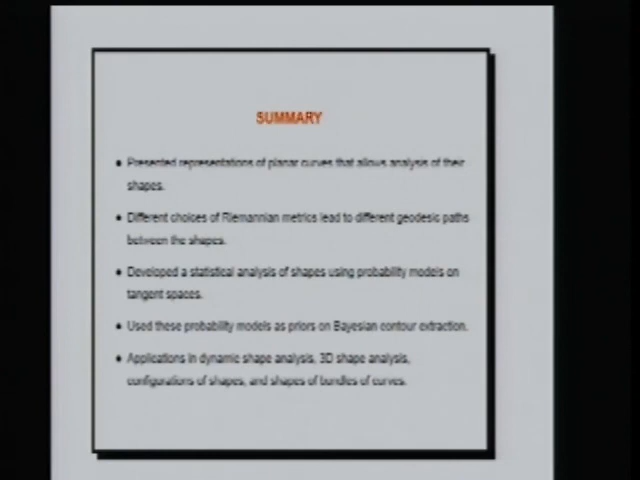 SUMMARY
● Presented representations of planar curves that allows analysis of their
shapes.
● Different choices of Riemannian metrics lead to different geodesic paths
between the shapes.
● Developed a statistical analysis of shapes using probability models on
tangent spaces.
● Used these probability models as priors on Bayesian contour extraction.
● Applications in dynamic shape analysis, 3D shape analysis,
configurations of shapes, and shapes of bundles of curves.